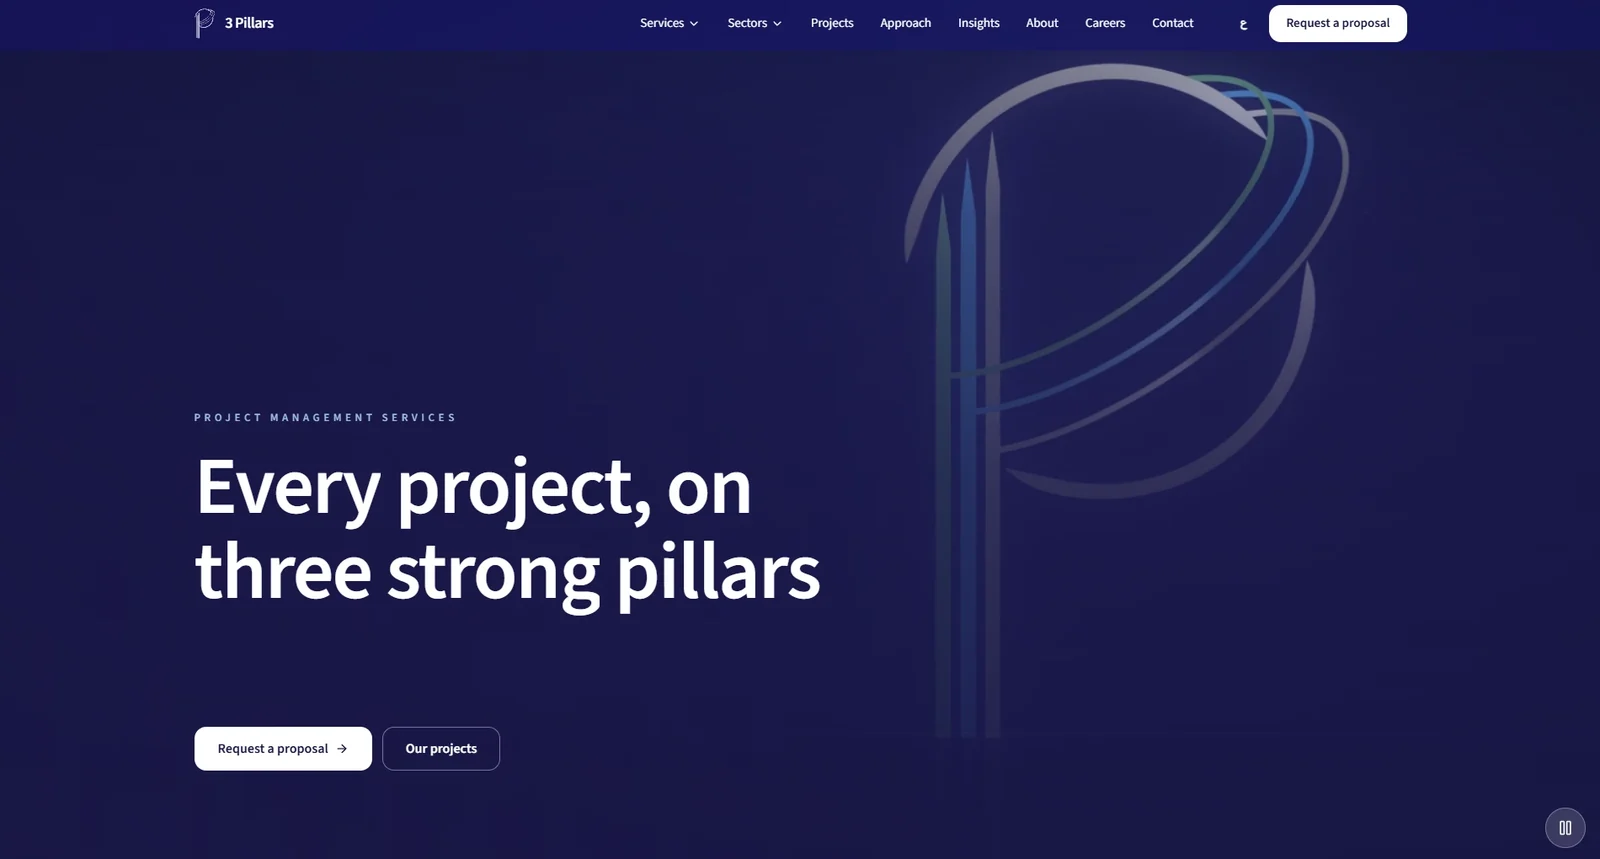 3 Pillars
Services
Sectors
Projects
Approach
Insights
About
Careers
Contact
ع
Request a proposal
PROJECT MANAGEMENT SERVICES
Every project, on
three strong pillars
Request a proposal
Our projects